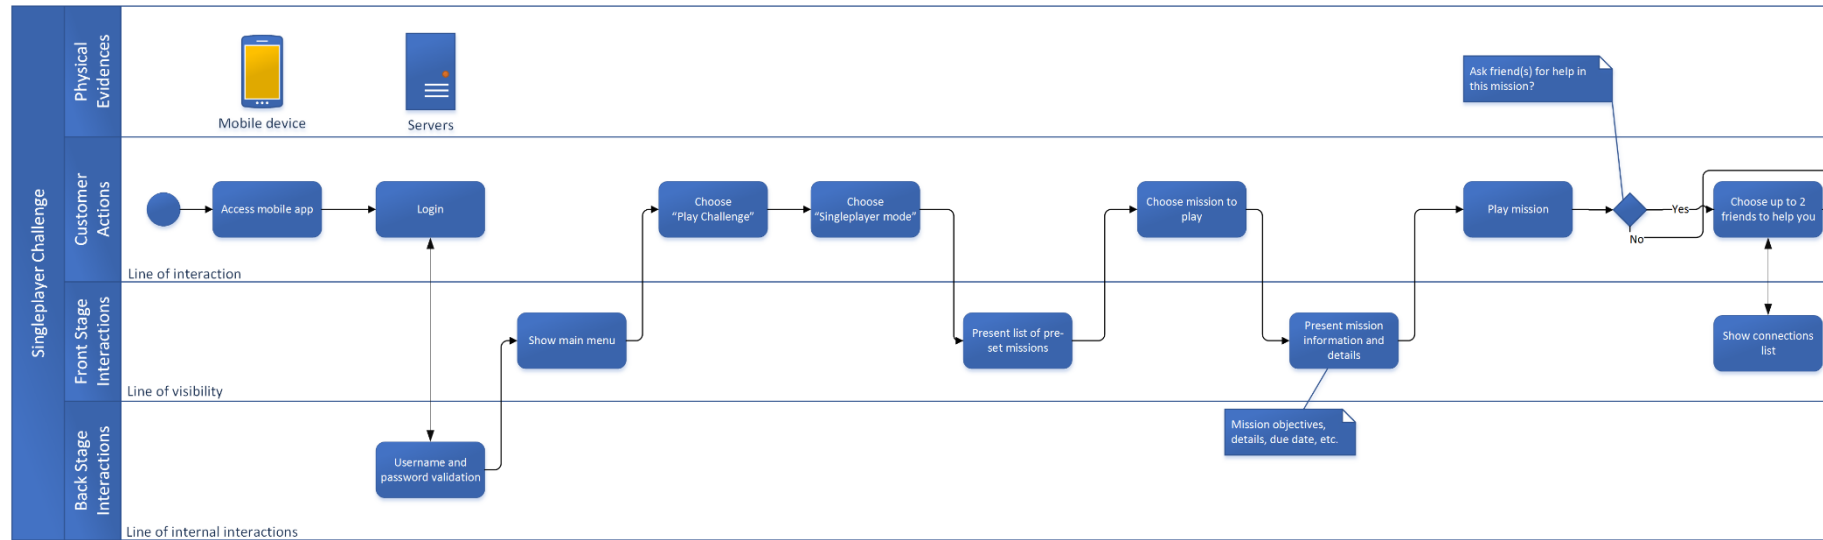 Singleplayer Challenge
Physical
Evidences
Mobile device
Servers
Ask friend(s) for help in
this mission?
Customer
Actions
Access mobile app
Login
Choose
“Play Challenge”
Choose
“Singleplayer mode”
Choose mission to
play
Play mission
Yes
No
Choose up to 2
friends to help you
Line of interaction
Front Stage
Interactions
Show main menu
Present list of pre-
set missions
Present mission
information and
details
Show connections
list
Line of visibility
Back Stage
Interactions
Username and
password validation
Mission objectives,
details, due date, etc.
Line of internal interactions